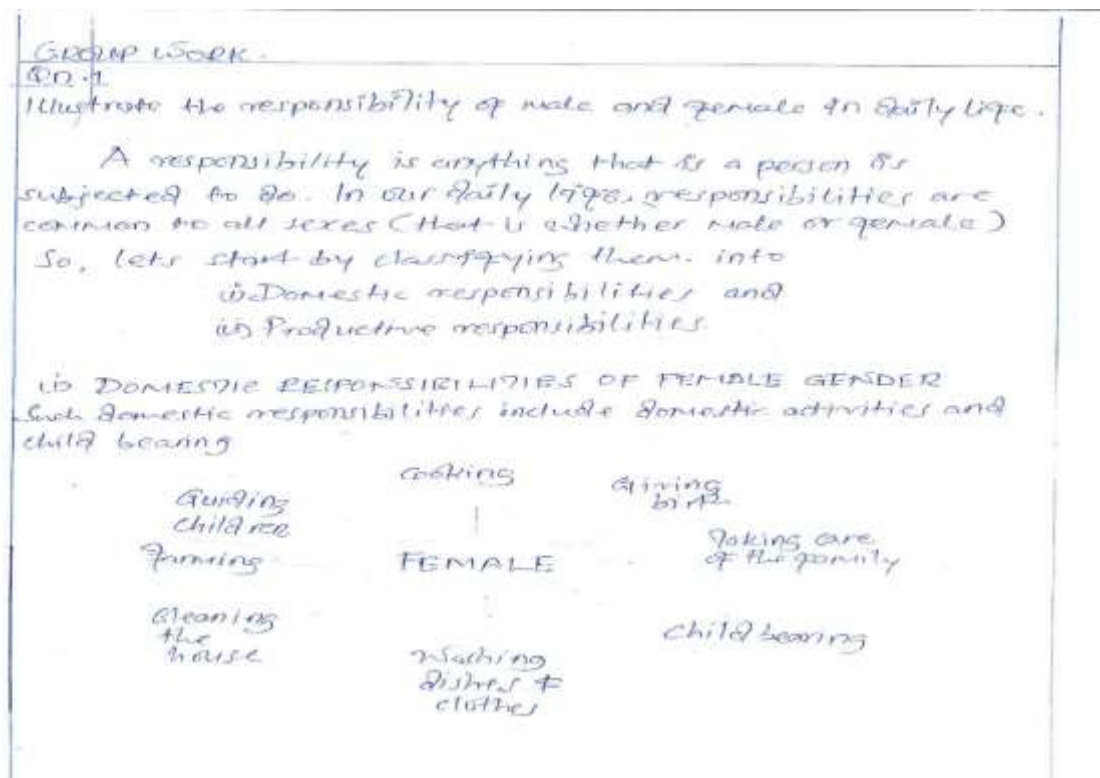 GROUP WORK.
Qn.1
Illustrate the responsibility of male and female in daily life.
A responsibility is anything that is a person is
subjected to do. In our daily life, responsibilities are
common to all sexes (that is whether male or female)
So, lets start by classifying them. into
i) Domestic responsibilities and
ii) Productive responsibilities.
i) DOMESTIC RESPONSSIBILITIES OF FEMALE GENDER
Such domestic responsibilities include domestic activities and
child bearing
Cooking
Giving
birth
Guiding
children
Taking care
of the family
Farming
FEMALE
Cleaning
the
house
Child bearing
Washing
dishes &
clothes